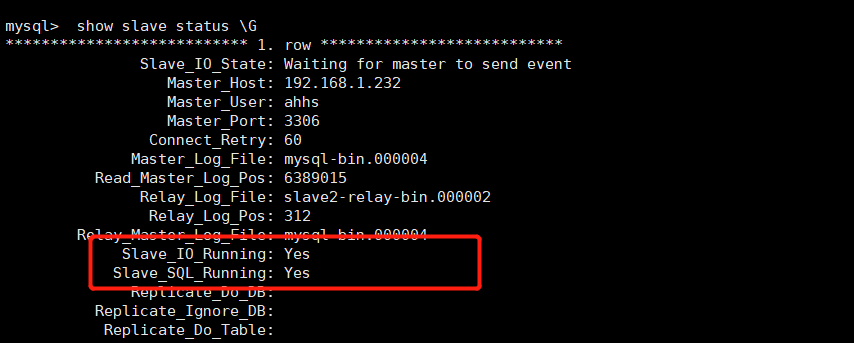 mysql>  show slave status \G
*************************** 1. row ***************************
Slave_IO_State: Waiting for master to send event
Master_Host: 192.168.1.232
Master_User: ahhs
Master_Port: 3306
Connect_Retry: 60
Master_Log_File: mysql-bin.000004
Read_Master_Log_Pos: 6389015
Relay_Log_File: slave2-relay-bin.000002
Relay_Log_Pos: 312
Relay_Master_Log_File: mysql-bin.000004
Slave_IO_Running: Yes
Slave_SQL_Running: Yes
Replicate_Do_DB:
Replicate_Ignore_DB:
Replicate_Do_Table: